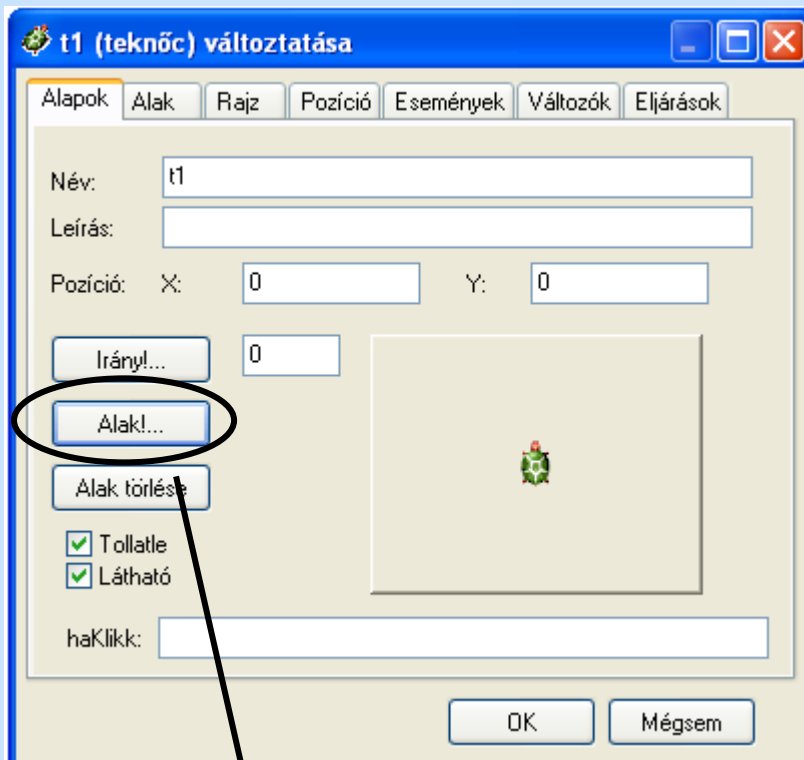 t1 (teknőc) változtatása
Alapok Alak Rajz Pozíció Események Változók Eljárások
Név: t1
Leírás:
Pozíció: X: 0 Y: 0
Irány!... 0
Alak!...
Alak törlése
Tollatle
Látható
haKlikk:
OK Mégsem